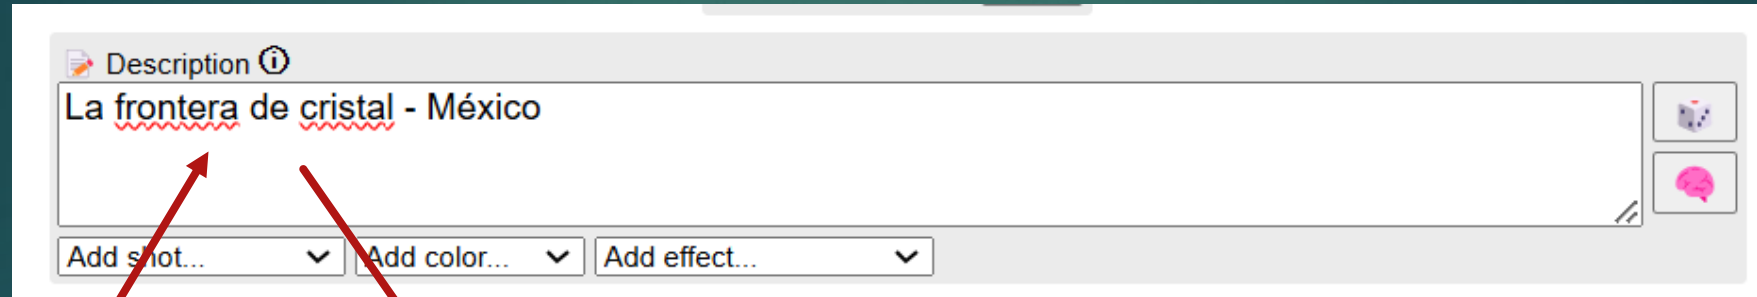 Description
La frontera de cristal - México
Add shot...
Add color...
Add effect...